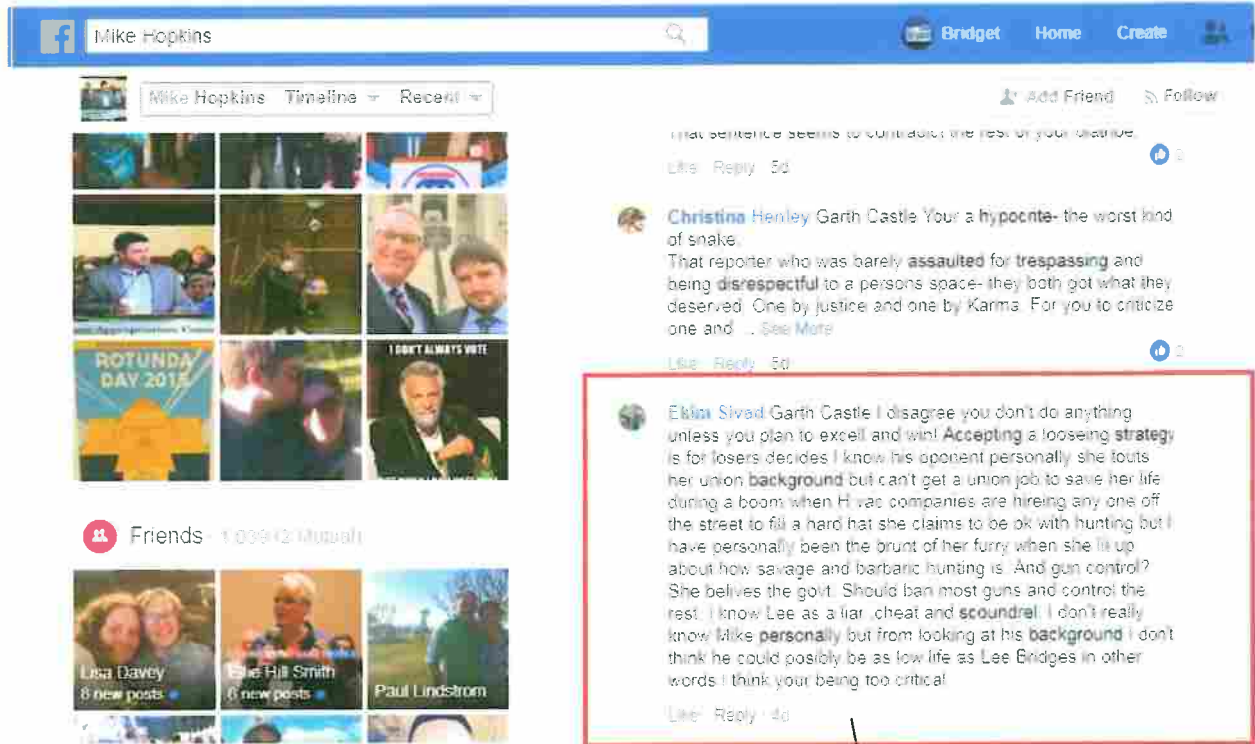 f
Mike Hopkins
Bridget Home Create
Mike Hopkins Timeline Recent
Add Friend Follow
ROTUNDA
DAY 2015
I DON'T ALWAYS VOTE
Friends
Lisa Davey
8 new posts
Hill Smith
6 new posts
Paul Lindstrom
That sentence seems to contradict the rest of your diatribe.
Like Reply 5d
2
Christina Henley Garth Castle Your a hypocrite- the worst kind
of snake.
That reporter who was barely assaulted for trespassing and
being disrespectful to a persons space- they both got what they
deserved. One by justice and one by Karma. For you to criticize
one and ... See More
Like Reply 5d
2
Ekim Sivad Garth Castle I disagree you don't do anything
unless you plan to excell and win! Accepting a looseing strategy
is for losers decides I know his oponent personally she touts
her union background but can't get a union job to save her life
during a boom when H vac companies are hireing any one off
the street to fill a hard hat she claims to be ok with hunting but I
have personally been the brunt of her furry when she lit up
about how savage and barbaric hunting is. And gun control?
She belives the govt. Should ban most guns and control the
rest. I know Lee as a liar ,cheat and scoundrel. I don't really
know Mike personally but from looking at his background I don't
think he could posibly be as low life as Lee Bridges in other
words I think your being too critical
Like Reply 4d